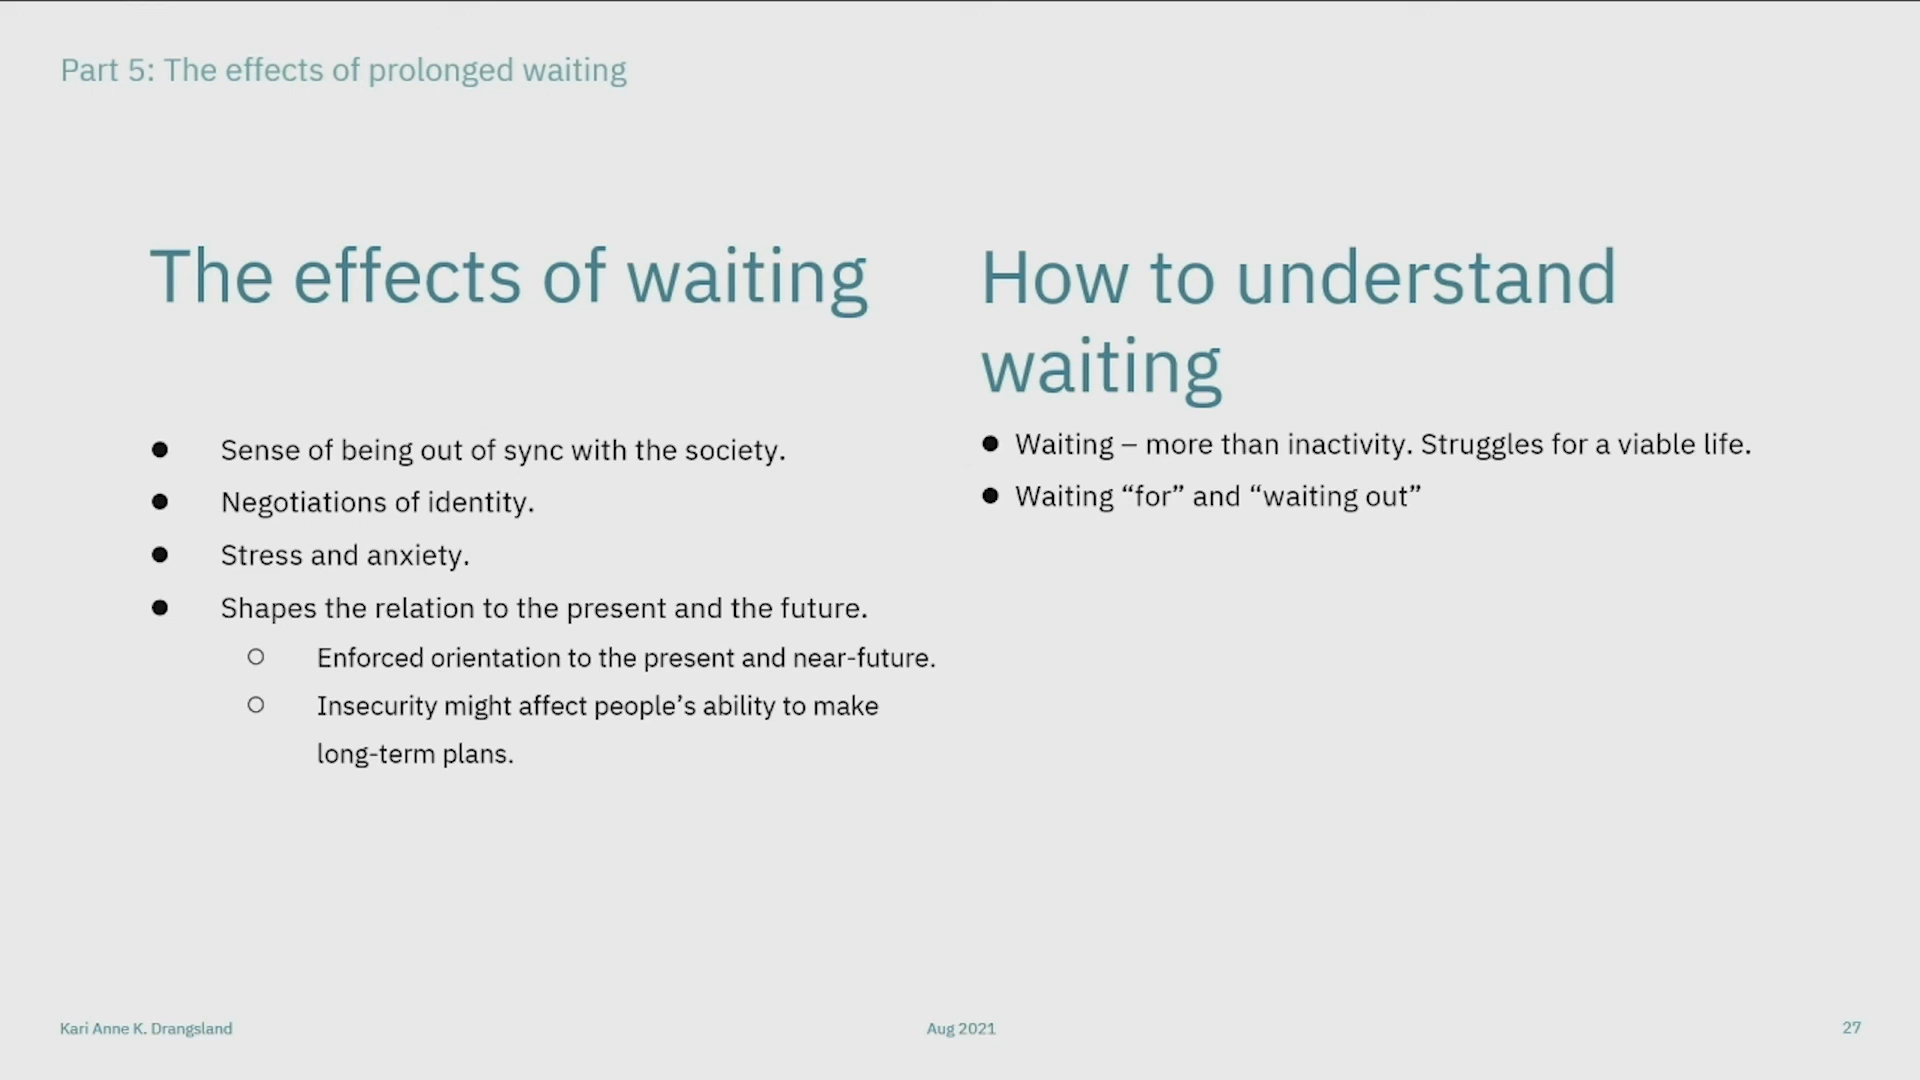 Part 5: The effects of prolonged waiting
The effects of waiting
● Sense of being out of sync with the society.
● Negotiations of identity.
● Stress and anxiety.
● Shapes the relation to the present and the future.
○ Enforced orientation to the present and near-future.
○ Insecurity might affect people’s ability to make
long-term plans.
How to understand
waiting
● Waiting – more than inactivity. Struggles for a viable life.
● Waiting “for” and “waiting out”
Kari Anne K. Drangsland
Aug 2021
27